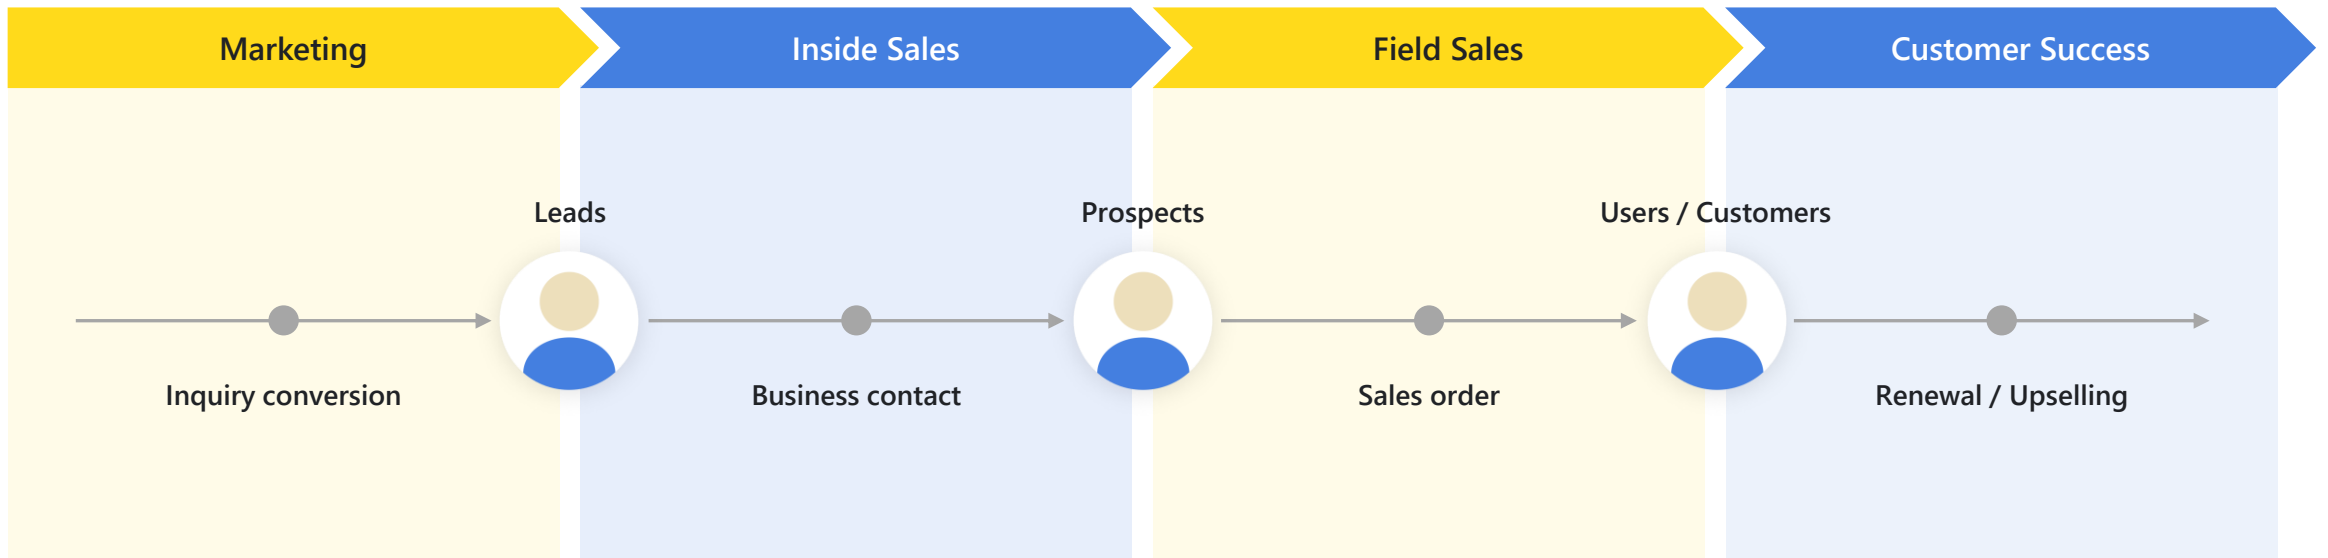 Marketing
Inside Sales
Field Sales
Customer Success
Leads
Prospects
Users / Customers
Inquiry conversion
Business contact
Sales order
Renewal / Upselling